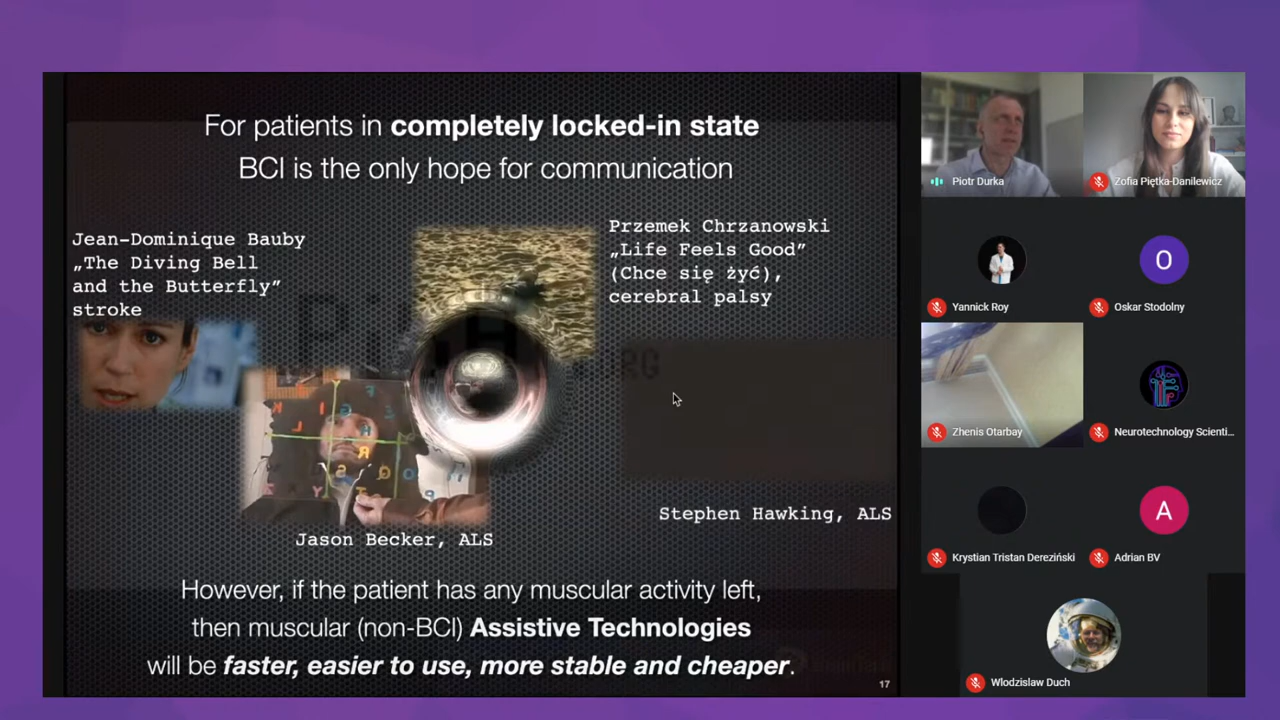 For patients in completely locked-in state
BCI is the only hope for communication
Jean-Dominique Bauby
„The Diving Bell
and the Butterfly”
stroke
Przemek Chrzanowski
„Life Feels Good”
(Chce się żyć),
cerebral palsy
Stephen Hawking, ALS
Jason Becker, ALS
However, if the patient has any muscular activity left,
then muscular (non-BCI) Assistive Technologies
will be faster, easier to use, more stable and cheaper.
17
Piotr Durka
Zofia Piętka-Danilewicz
Yannick Roy
O
Oskar Stodolny
Zhenis Otarbay
Neurotechnology Scienti...
Krystian Tristan Dereziński
A
Adrian BV
Wlodzislaw Duch